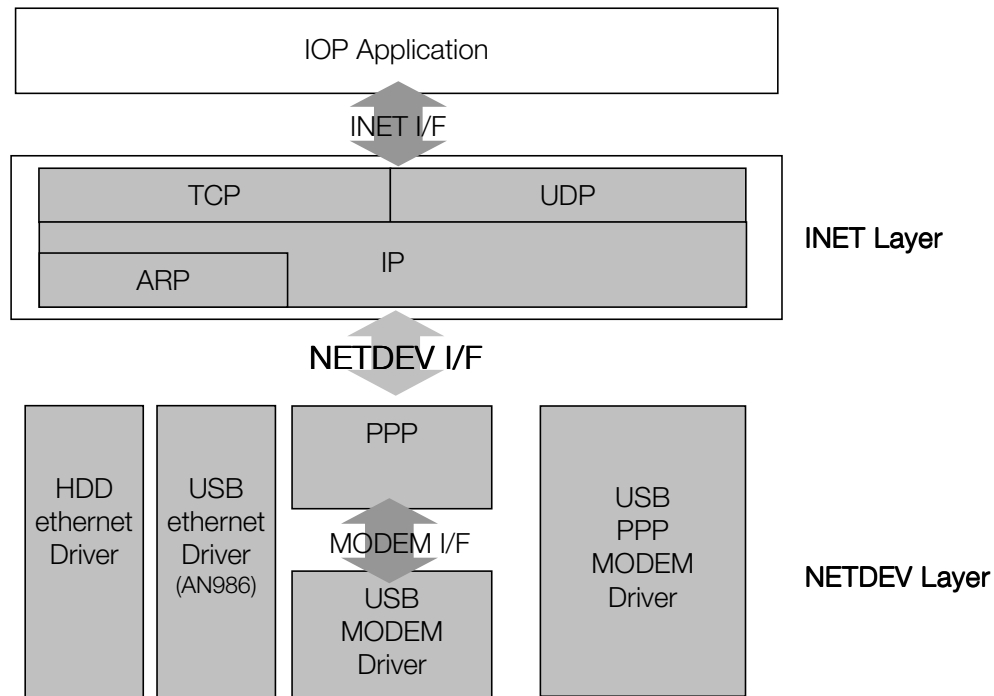 IOP Application
INET I/F
TCP
UDP
INET Layer
IP
ARP
NETDEV I/F
HDD
ethernet
Driver
USB
ethernet
Driver
(AN986)
PPP
MODEM I/F
USB
MODEM
Driver
USB
PPP
MODEM
Driver
NETDEV Layer